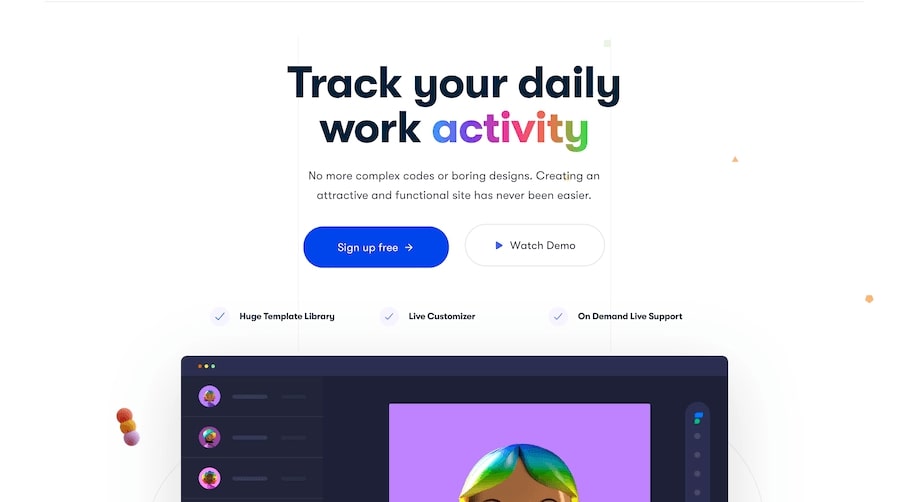 Track your daily
work activity
No more complex codes or boring designs. Creating an
attractive and functional site has never been easier.
Sign up free →
Watch Demo
Huge Template Library
Live Customizer
On Demand Live Support